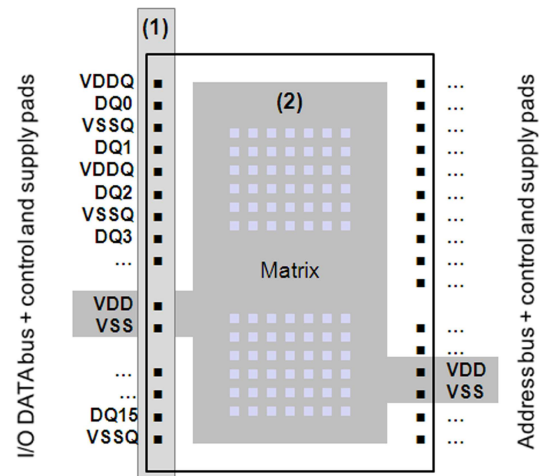 (1)
I/O DATA bus + control and supply pads
VDDQ
DQ0
VSSQ
DQ1
VDDQ
DQ2
VSSQ
DQ3
...
VDD
VSS
...
...
DQ15
VSSQ
(2)
Matrix
...
...
...
...
...
...
...
...
...
...
...
...
VDD
VSS
...
...
Address bus + control and supply pads